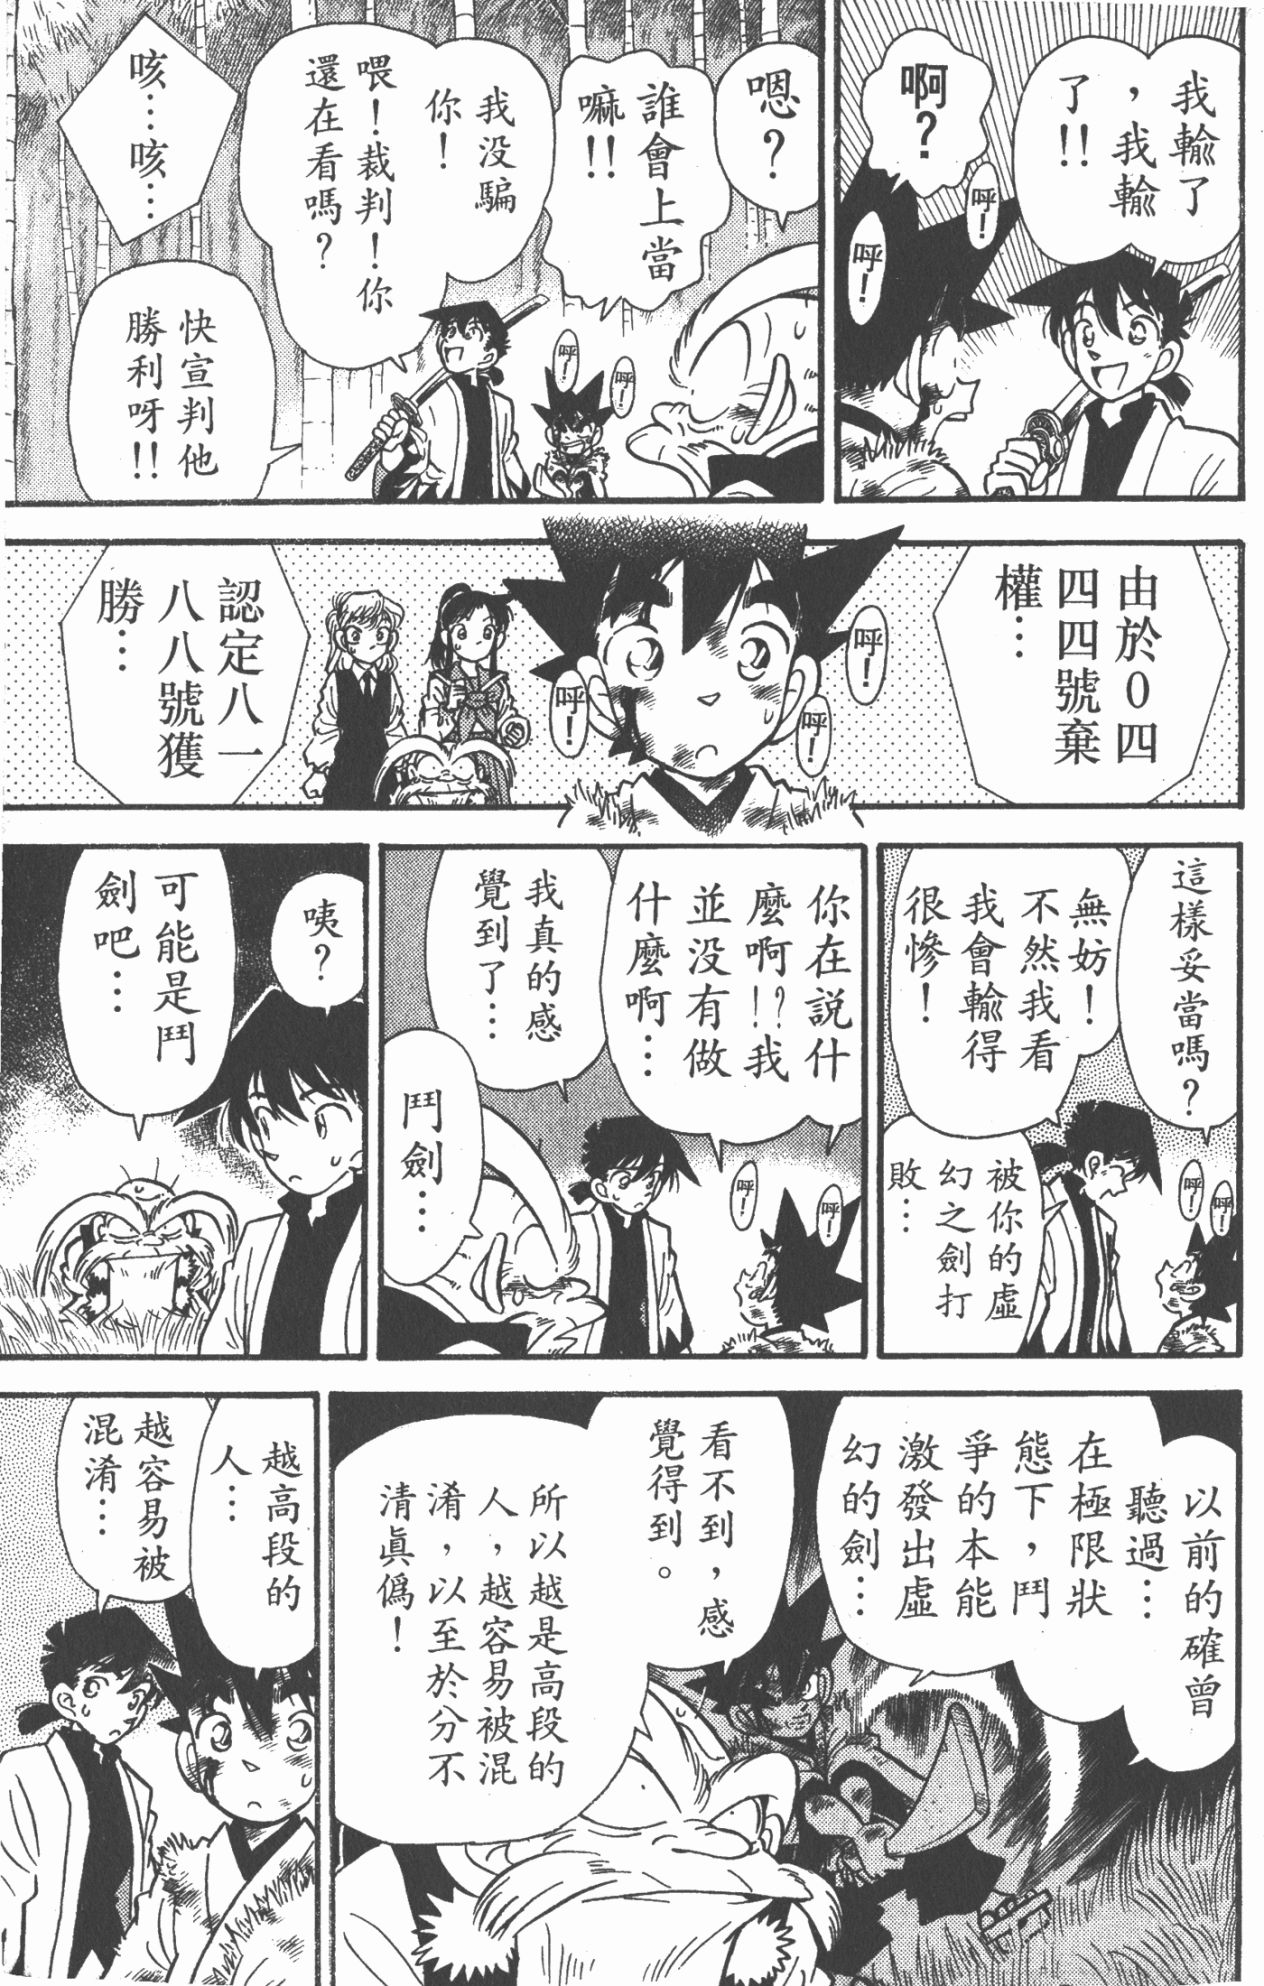 我輸了
，我輸
了!!
啊?
呼!
呼!
嗯?
誰會上當
嘛!!
我没騙
你!
喂!裁判!你
還在看嗎?
呼!
呼!
咳…咳…
快宣判他
勝利呀!!
由於０四
四四號棄
權…
呼!
呼!
呼!
認定八一
八八號獲
勝…
這樣妥當嗎?
無妨!
不然我看
我會輸得
很慘!
被你的虛
幻之劍打
敗…
呼!
呼!
你在說什
麼啊!?我
並没有做
什麼啊…
我真的感
覺到了…
呼!
呼!
鬥劍…
咦?
可能是鬥
劍吧…
以前的確曾
聽過…
在極限狀
態下，鬥
爭的本能
激發出虛
幻的劍…
看不到，感
覺得到。
所以越是高段的
人，越容易被混
淆，以至於分不
清真偽!
越高段的
人…
越容易被
混淆…